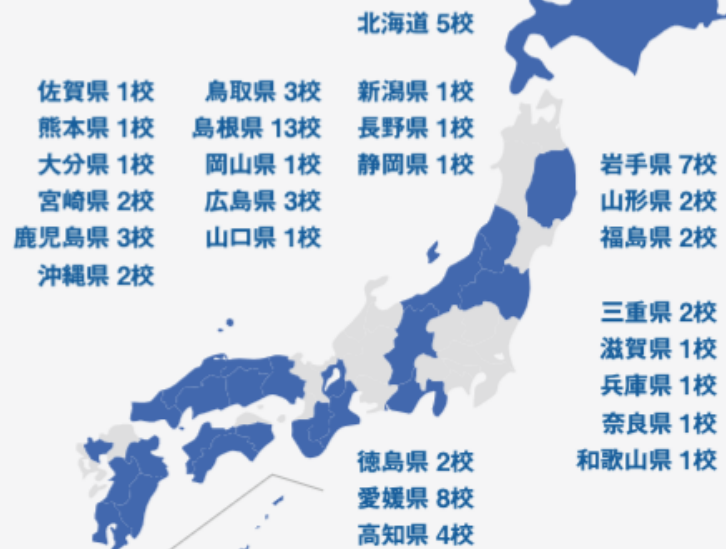 北海道 5校
佐賀県 1校
熊本県 1校
大分県 1校
宮崎県 2校
鹿児島県 3校
沖縄県 2校
鳥取県 3校
島根県 13校
岡山県 1校
広島県 3校
山口県 1校
新潟県 1校
長野県 1校
静岡県 1校
岩手県 7校
山形県 2校
福島県 2校
三重県 2校
滋賀県 1校
兵庫県 1校
奈良県 1校
和歌山県 1校
徳島県 2校
愛媛県 8校
高知県 4校